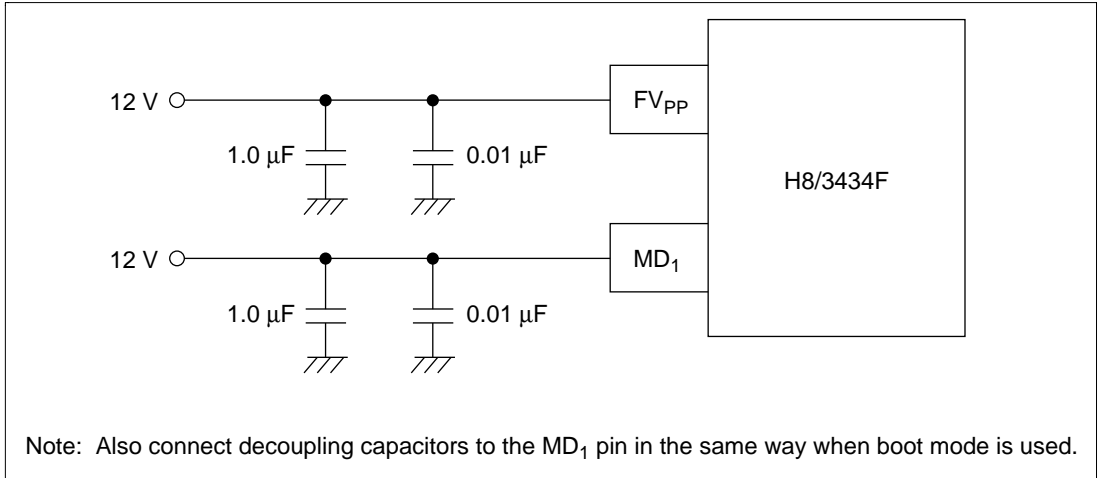 12 V
FVPP
1.0 μF
0.01 μF
H8/3434F
12 V
MD1
1.0 μF
0.01 μF
Note: Also connect decoupling capacitors to the MD1 pin in the same way when boot mode is used.